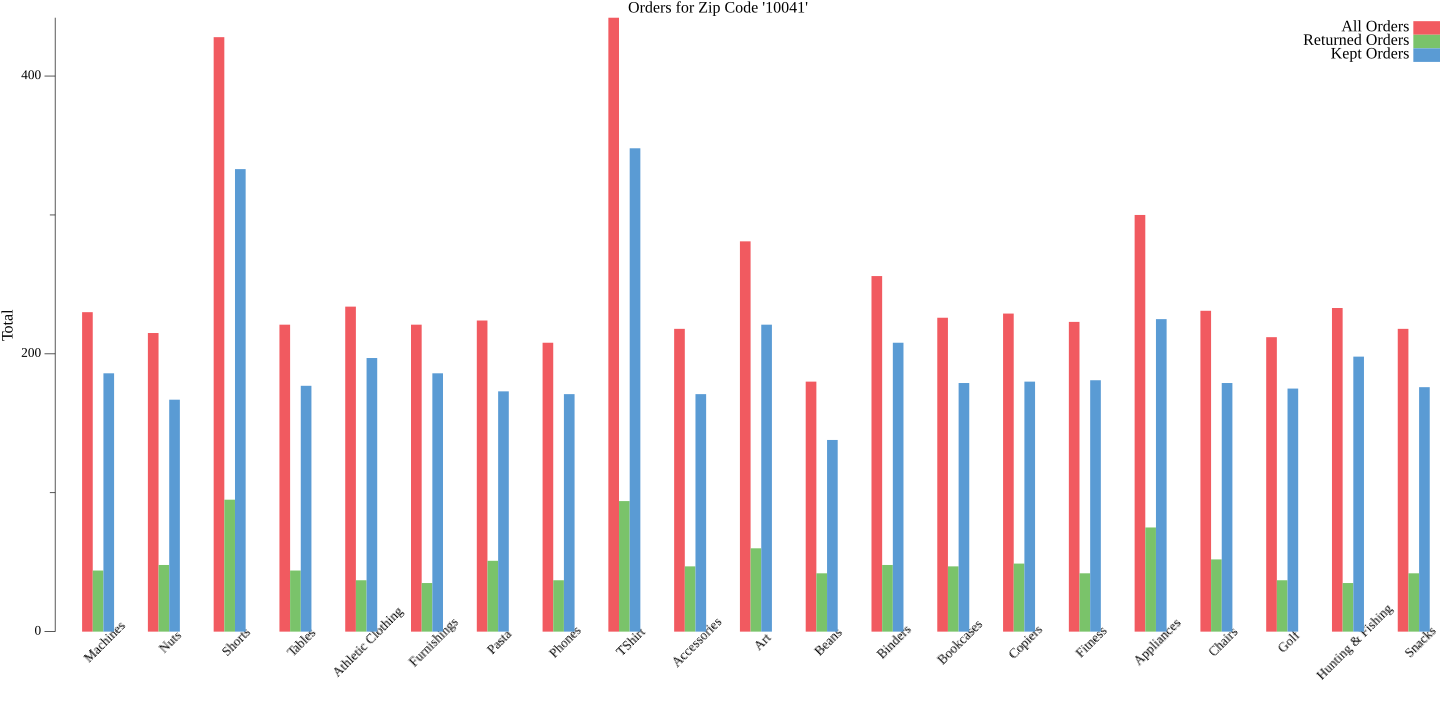 Orders for Zip Code '10041'
All Orders
Returned Orders
Kept Orders
Total
400
200
0
Machines
Nuts
Shorts
Tables
Athletic Clothing
Furnishings
Pasta
Phones
TShirt
Accessories
Art
Beans
Binders
Bookcases
Copiers
Fitness
Appliances
Chairs
Golf
Hunting & Fishing
Snacks